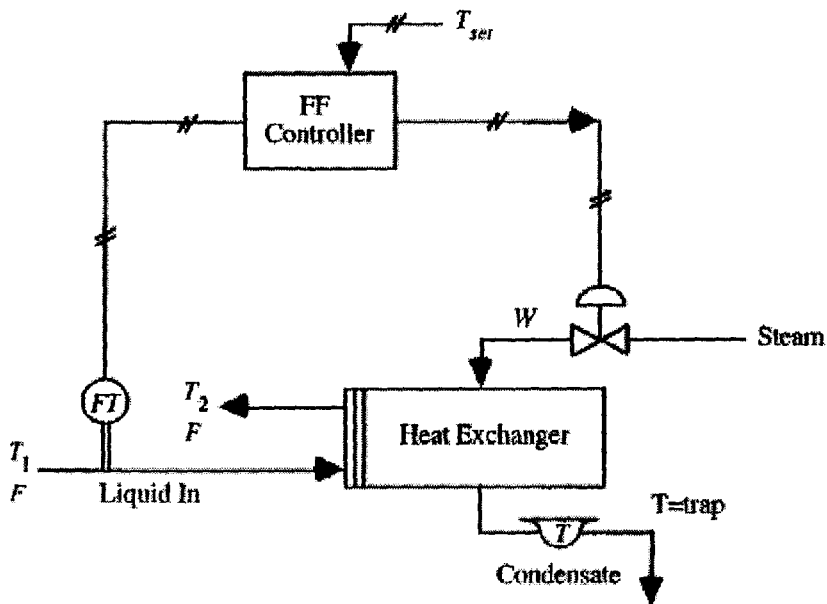 T_set
FF
Controller
W
Steam
FT
T_2
F
Heat Exchanger
T_1
F
Liquid In
T=trap
T
Condensate